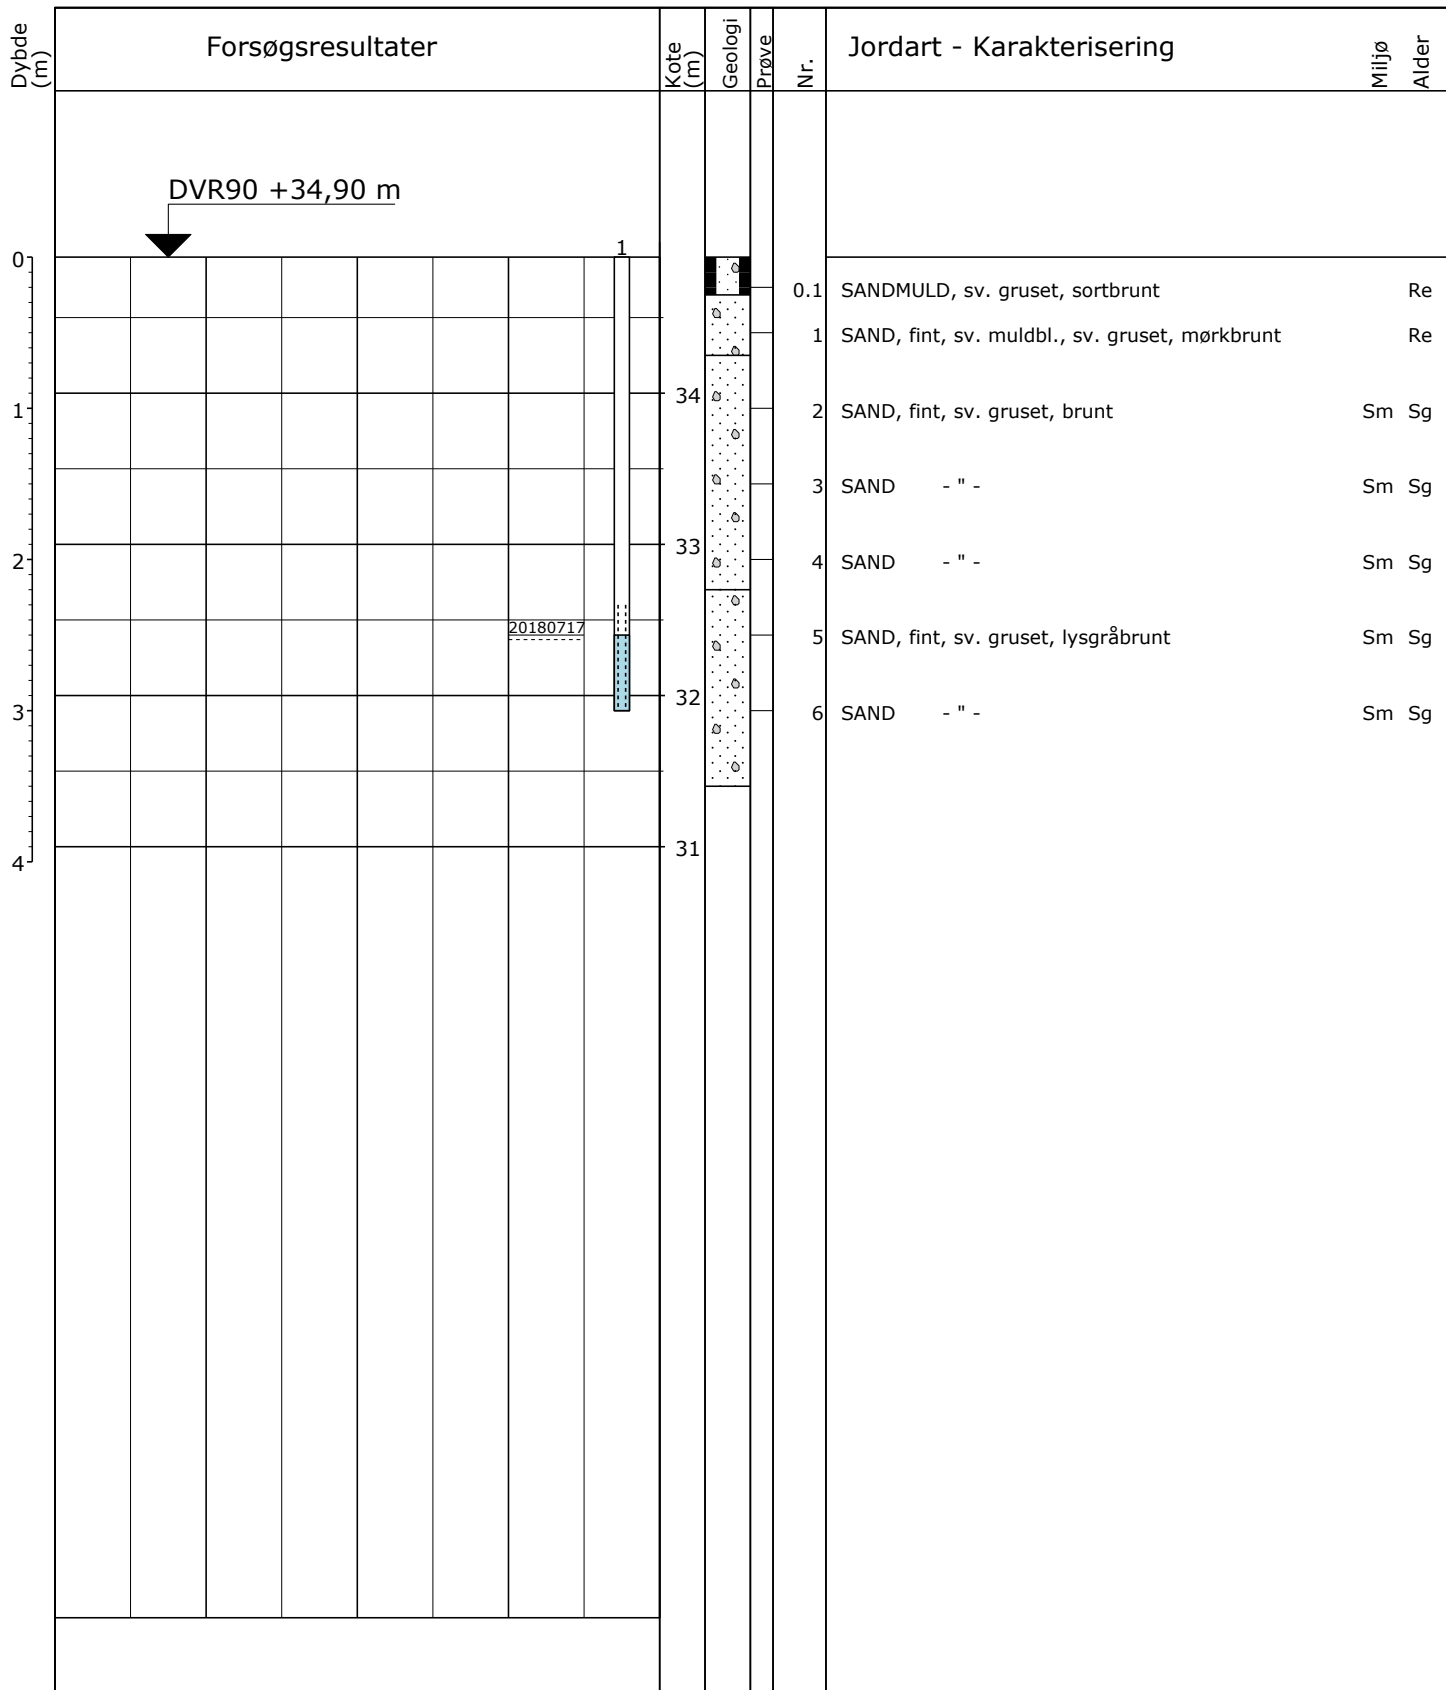 Dybde (m)
Forsøgsresultater
Kote (m)
Geologi
Prøve
Nr.
Jordart - Karakterisering
Miljø
Alder
DVR90 +34,90 m
1
0
0.1 SANDMULD, sv. gruset, sortbrunt Re
1 SAND, fint, sv. muldbl., sv. gruset, mørkbrunt Re
34
1
2 SAND, fint, sv. gruset, brunt Sm Sg
3 SAND - " - Sm Sg
33
2
4 SAND - " - Sm Sg
20180717
5 SAND, fint, sv. gruset, lysgråbrunt Sm Sg
32
3
6 SAND - " - Sm Sg
31
4